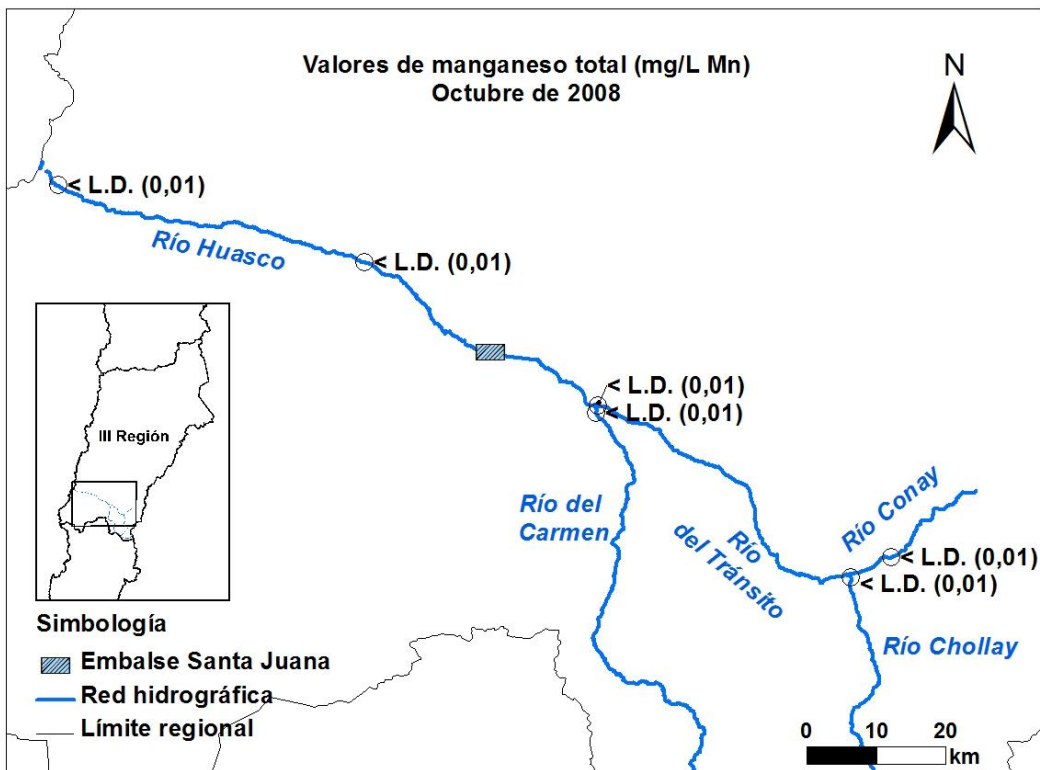 Valores de manganeso total (mg/L Mn)
Octubre de 2008
N
< L.D. (0,01)
Río Huasco
< L.D. (0,01)
< L.D. (0,01)
< L.D. (0,01)
III Región
Río del
Carmen
Río
del Tránsito
Río Conay
< L.D. (0,01)
< L.D. (0,01)
Río Chollay
Simbología
Embalse Santa Juana
Red hidrográfica
Límite regional
0 10 20
km